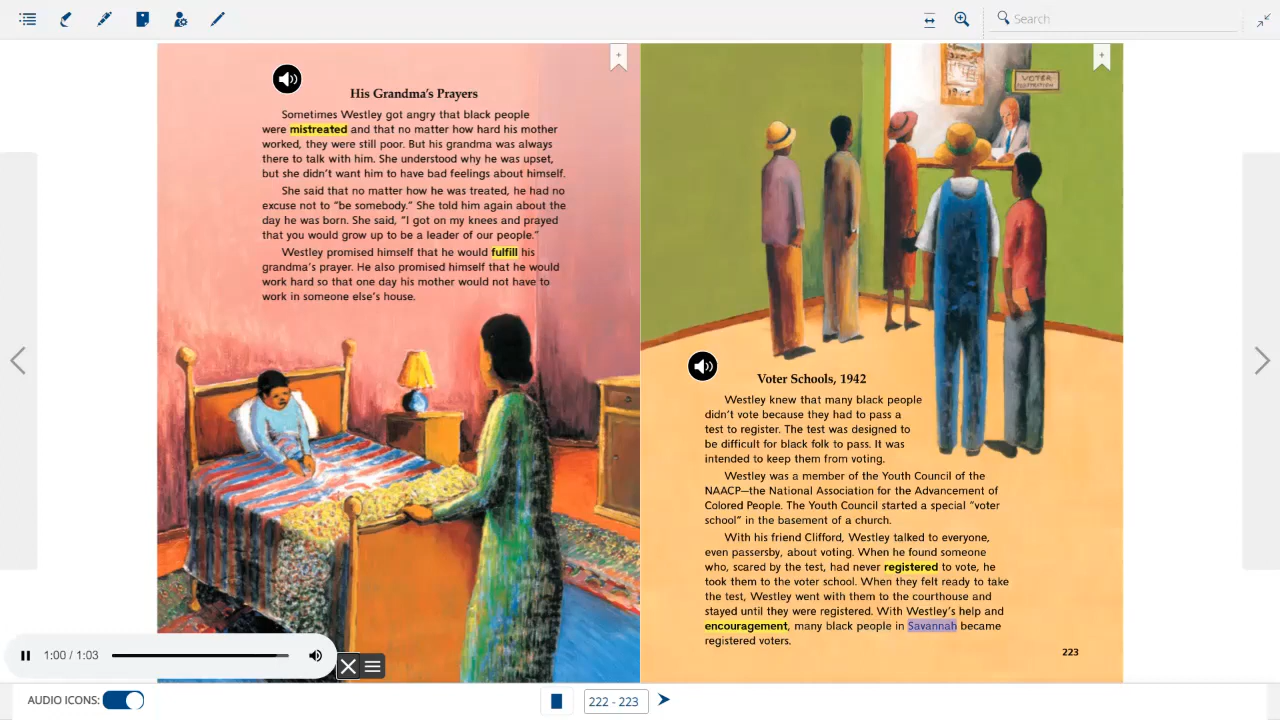 Search
His Grandma's Prayers
Sometimes Westley got angry that black people
were mistreated and that no matter how hard his mother
worked, they were still poor. But his grandma was always
there to talk with him. She understood why he was upset,
but she didn't want him to have bad feelings about himself.
She said that no matter how he was treated, he had no
excuse not to "be somebody." She told him again about the
day he was born. She said, "I got on my knees and prayed
that you would grow up to be a leader of our people."
Westley promised himself that he would fulfill his
grandma's prayer. He also promised himself that he would
work hard so that one day his mother would not have to
work in someone else's house.
VOTER
REGISTRATION
Voter Schools, 1942
Westley knew that many black people
didn't vote because they had to pass a
test to register. The test was designed to
be difficult for black folk to pass. It was
intended to keep them from voting.
Westley was a member of the Youth Council of the
NAACP—the National Association for the Advancement of
Colored People. The Youth Council started a special "voter
school" in the basement of a church.
With his friend Clifford, Westley talked to everyone,
even passersby, about voting. When he found someone
who, scared by the test, had never registered to vote, he
took them to the voter school. When they felt ready to take
the test, Westley went with them to the courthouse and
stayed until they were registered. With Westley's help and
encouragement, many black people in Savannah became
registered voters.
223
1:00 / 1:03
AUDIO ICONS:
222 - 223